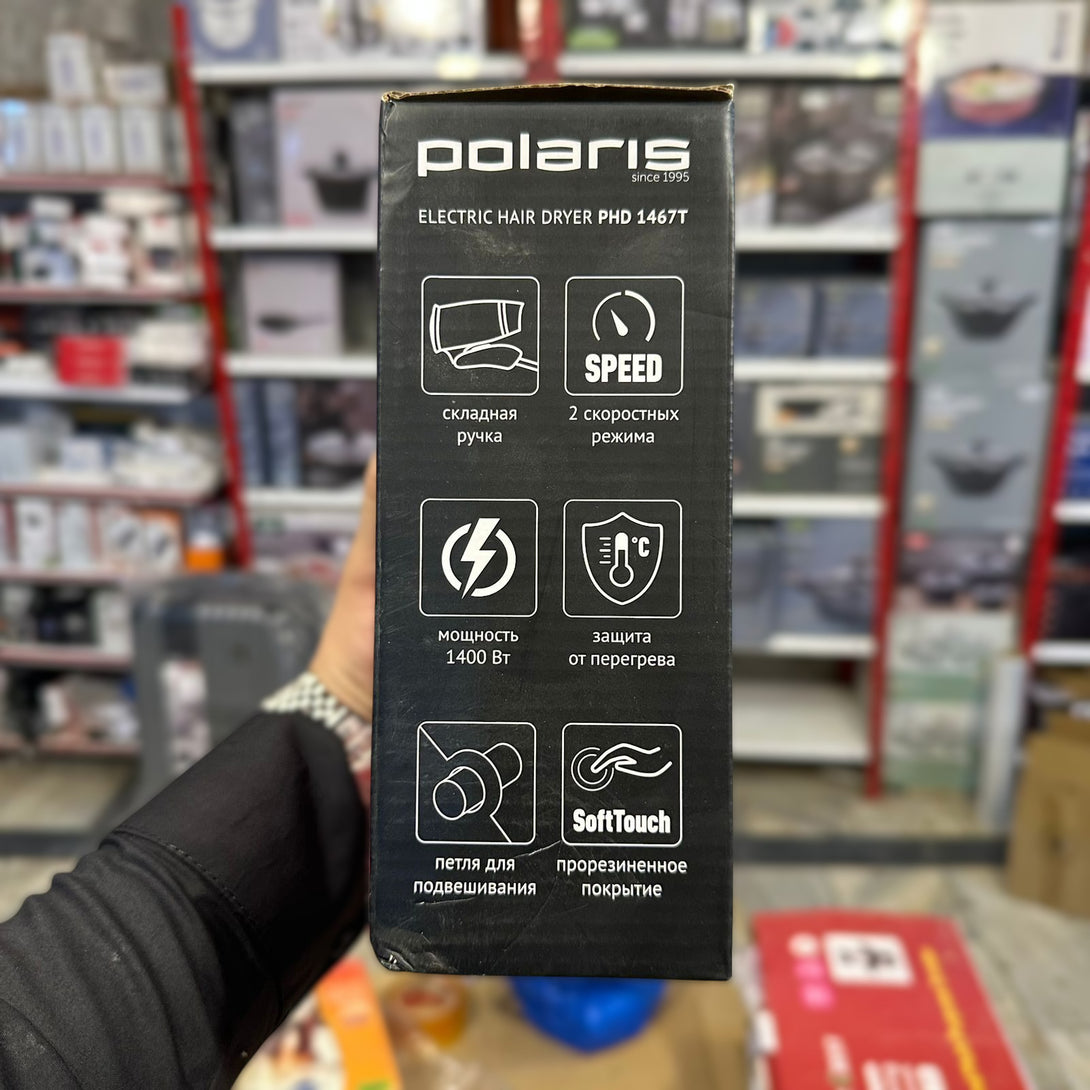 polaris
since 1995
ELECTRIC HAIR DRYER PHD 1467T
SPEED
складная
ручка
2 скоростных
режима
°C
мощность
1400 Вт
защита
от перегрева
SoftTouch
петля для
подвешивания
прорезиненное
покрытие